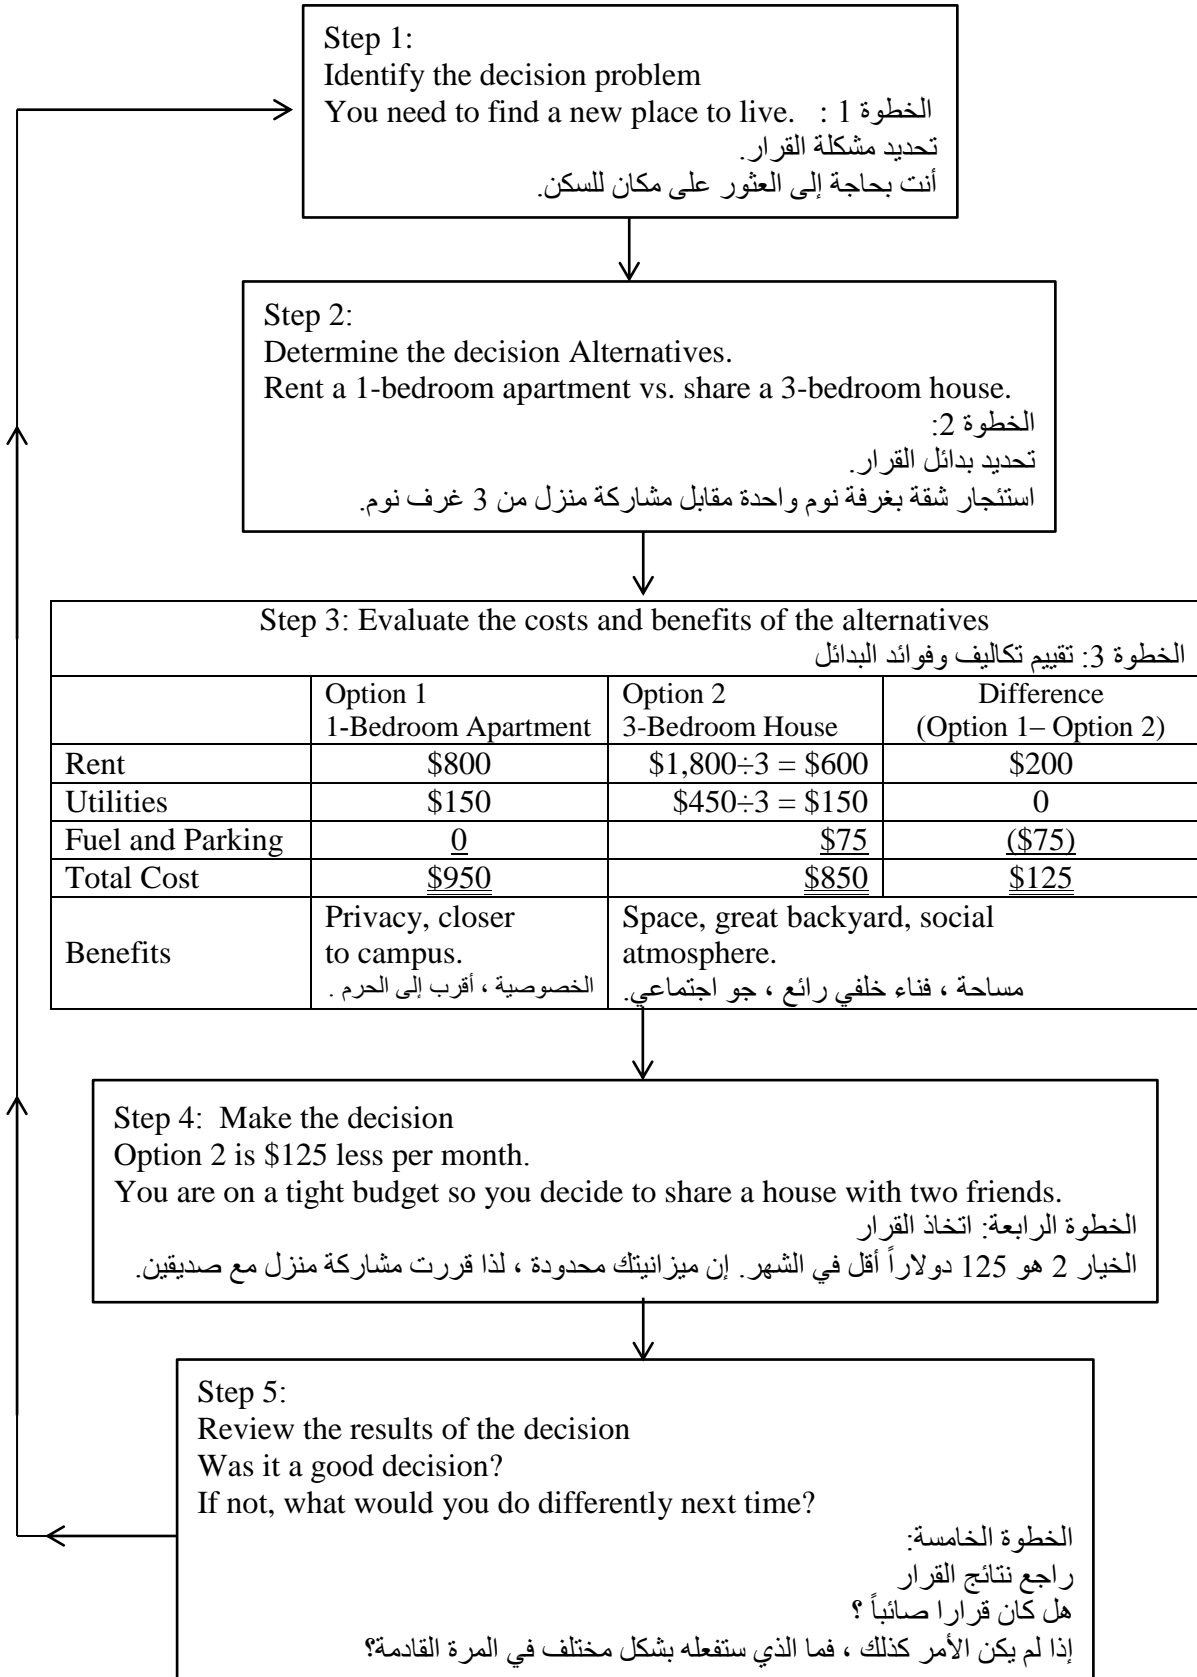 Step 1:
Identify the decision problem
You need to find a new place to live. : 1 الخطوة
تحديد مشكلة القرار.
أنت بحاجة إلى العثور على مكان للسكن.
Step 2:
Determine the decision Alternatives.
Rent a 1-bedroom apartment vs. share a 3-bedroom house.
الخطوة 2:
تحديد بدائل القرار.
استئجار شقة بغرفة نوم واحدة مقابل مشاركة منزل من 3 غرف نوم.
Step 3: Evaluate the costs and benefits of the alternatives
الخطوة 3: تقييم تكاليف وفوائد البدائل
Option 1 Option 2 Difference
1-Bedroom Apartment 3-Bedroom House (Option 1– Option 2)
Rent $800 $1,800÷3 = $600 $200
Utilities $150 $450÷3 = $150 0
Fuel and Parking 0 $75 ($75)
Total Cost $950 $850 $125
Benefits
Privacy, closer
to campus.
الخصوصية ، أقرب إلى الحرم .
Space, great backyard, social
atmosphere.
مساحة ، فناء خلفي رائع ، جو اجتماعي.
Step 4: Make the decision
Option 2 is $125 less per month.
You are on a tight budget so you decide to share a house with two friends.
الخطوة الرابعة: اتخاذ القرار
الخيار 2 هو 125 دولاراً أقل في الشهر. إن ميزانيتك محدودة ، لذا قررت مشاركة منزل مع صديقين.
Step 5:
Review the results of the decision
Was it a good decision?
If not, what would you do differently next time?
الخطوة الخامسة:
راجع نتائج القرار
هل كان قرارا صائباً ؟
إذا لم يكن الأمر كذلك ، فما الذي ستفعله بشكل مختلف في المرة القادمة؟